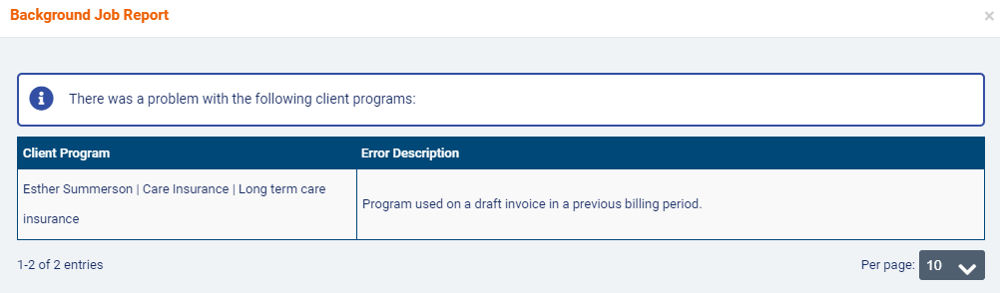 Background Job Report
×
There was a problem with the following client programs:
Client Program
Error Description
Esther Summerson | Care Insurance | Long term care
insurance
Program used on a draft invoice in a previous billing period.
1-2 of 2 entries
Per page: 10